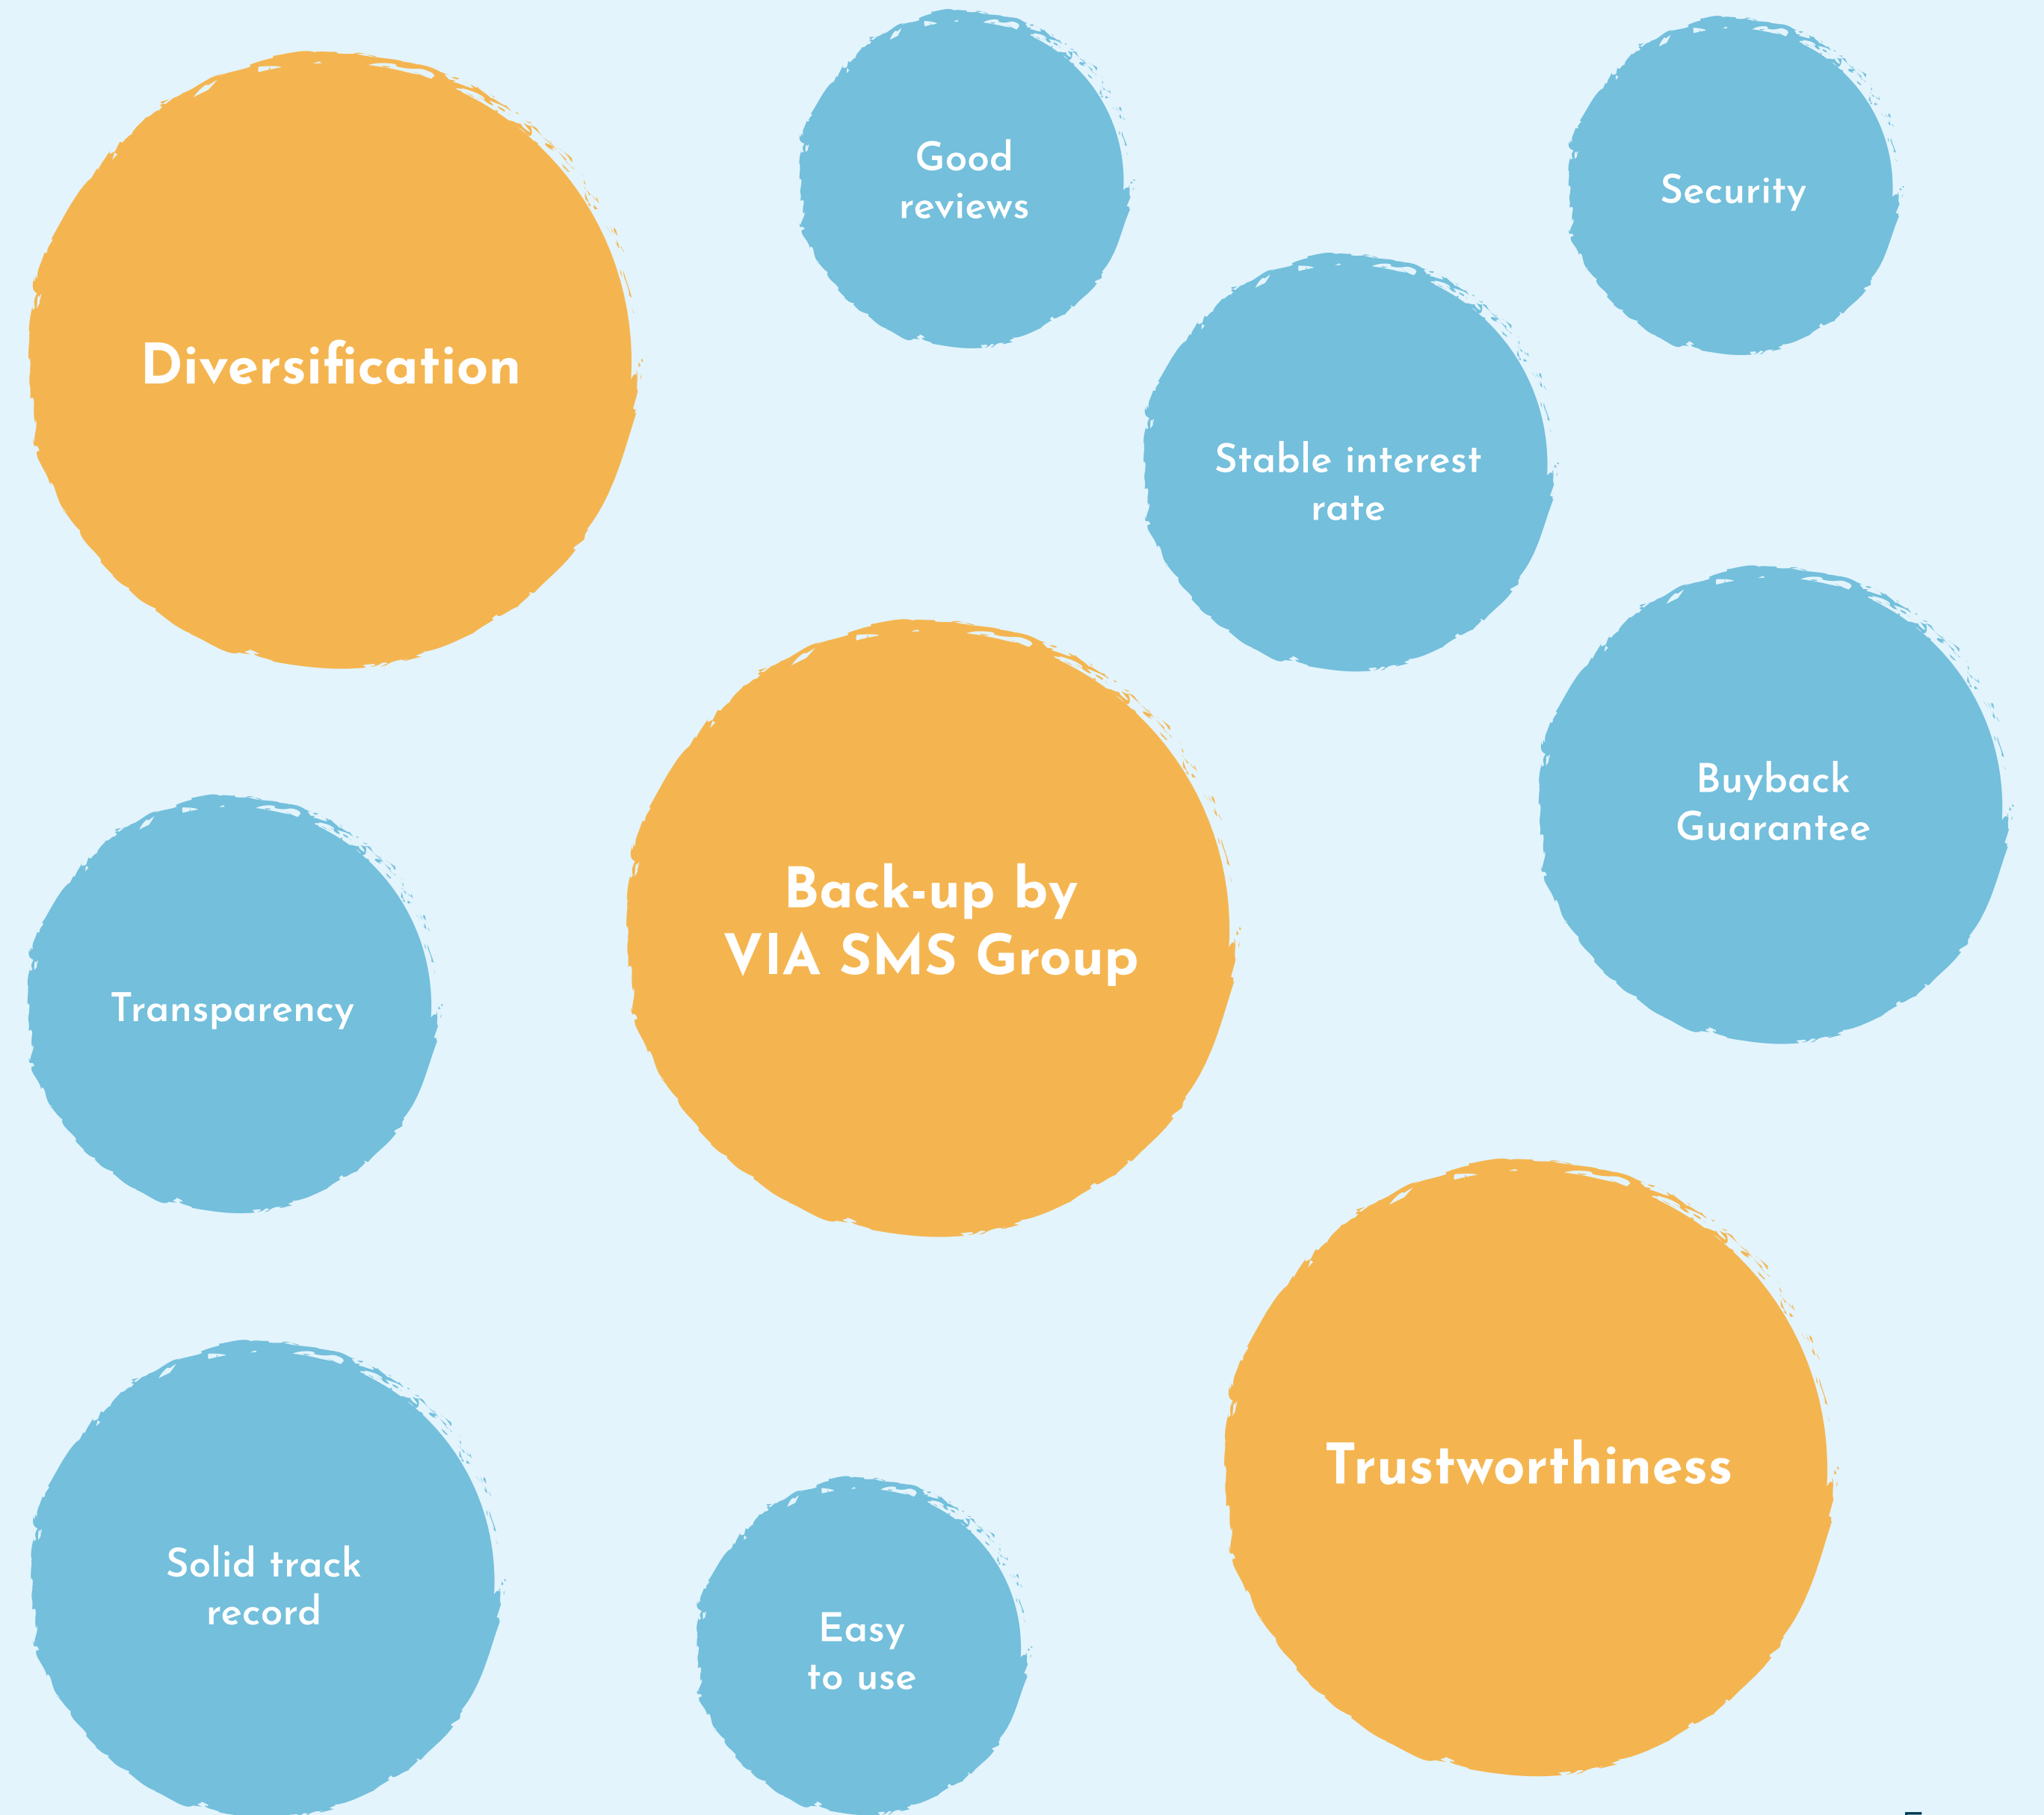 Good
reviews
Security
Diversification
Stable interest
rate
Buyback
Guarantee
Back-up by
VIA SMS Group
Transparency
Trustworthiness
Solid track
record
Easy
to use